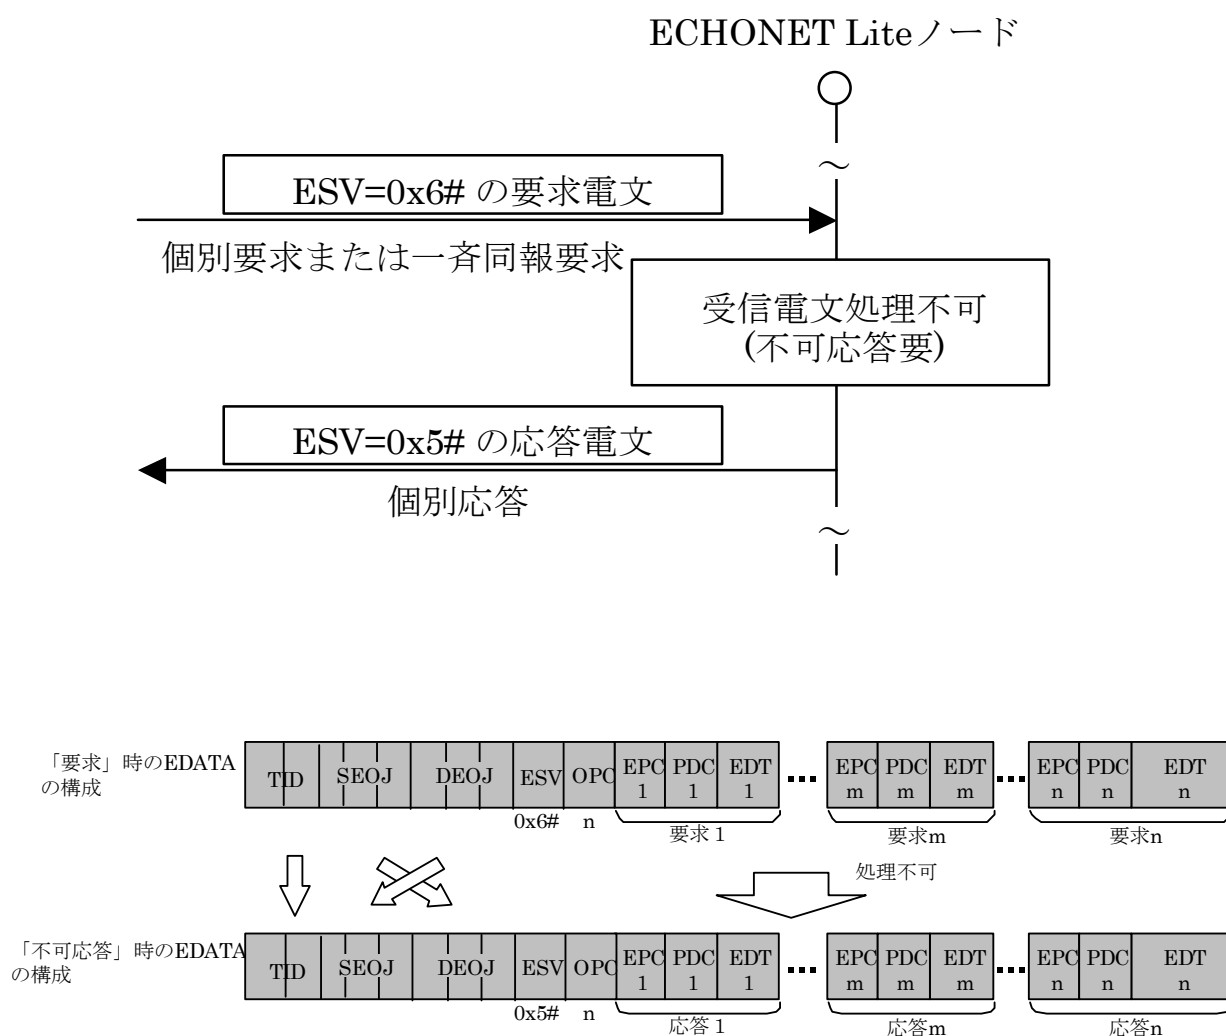 ECHONET Liteノード
～
ESV=0x6# の要求電文
個別要求または一斉同報要求
受信電文処理不可
(不可応答要)
ESV=0x5# の応答電文
個別応答
～
「要求」時のEDATA
の構成
TID SEOJ DEOJ ESV OPC EPC PDC EDT EPC PDC EDT EPC PDC EDT
1 1 1 m m m n n n
0x6# n 要求１ 要求m 要求n
処理不可
「不可応答」時のEDATA
の構成
TID SEOJ DEOJ ESV OPC EPC PDC EDT EPC PDC EDT EPC PDC EDT
1 1 1 m m m n n n
0x5# n 応答１ 応答m 応答n